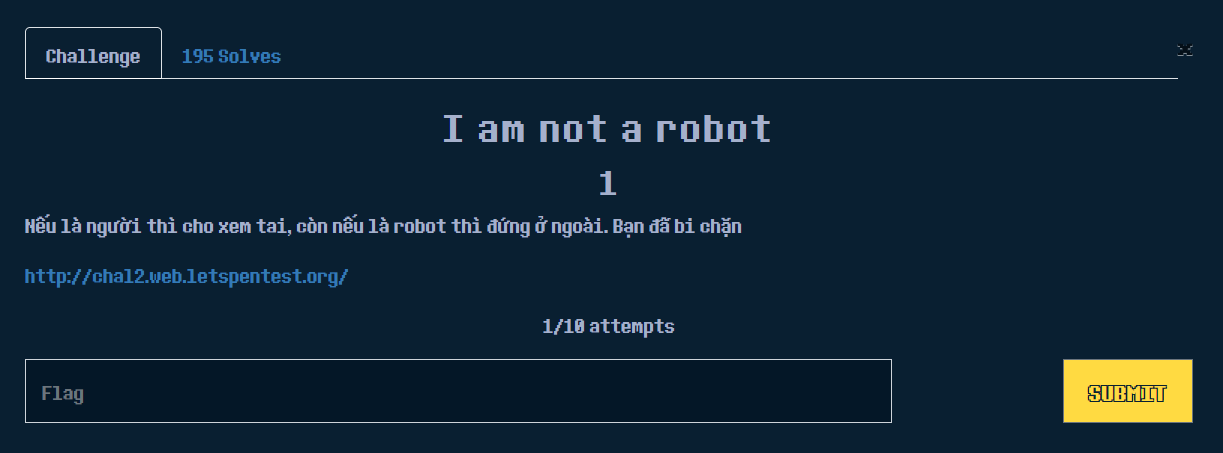 Challenge 195 Solves x
I am not a robot
1
Nếu là người thì cho xem tai, còn nếu là robot thì đứng ở ngoài. Bạn đã bi chặn
http://chal2.web.letspentest.org/
1/10 attempts
Flag SUBMIT